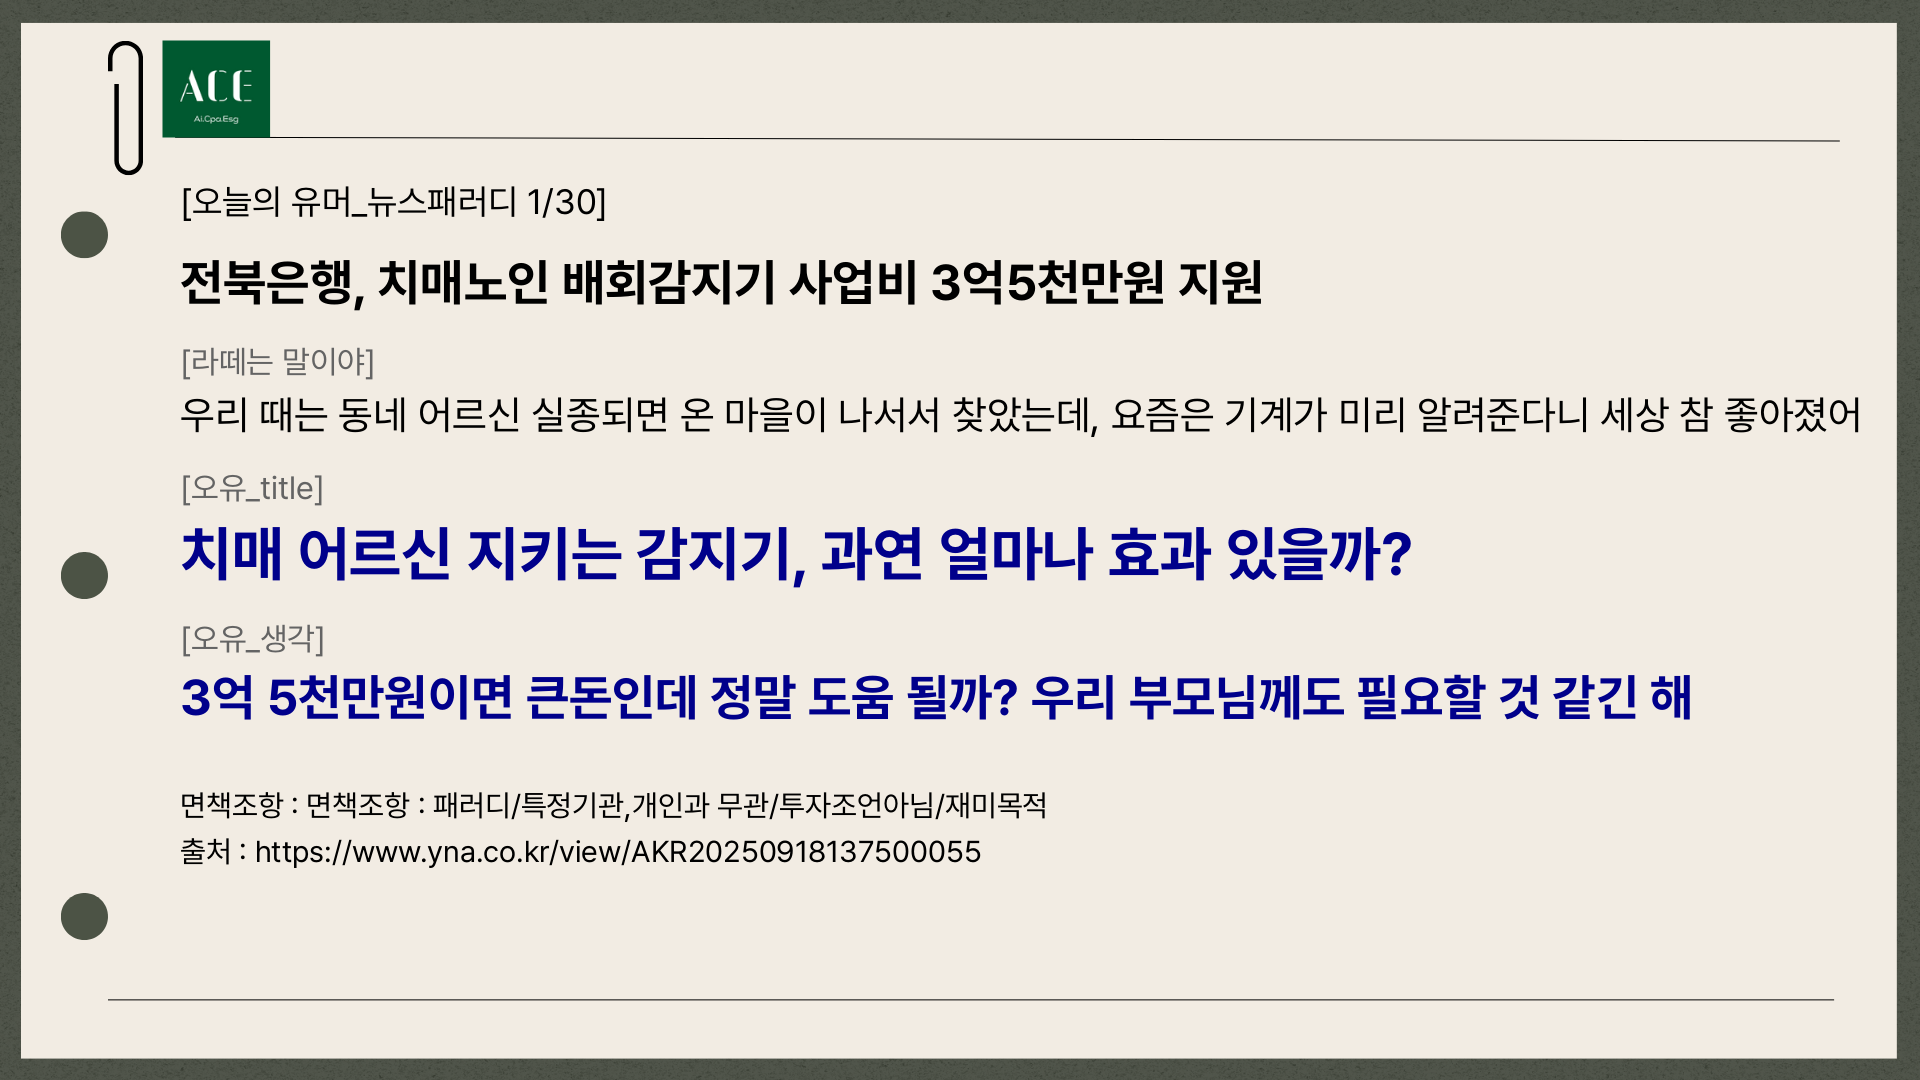 ACE
Ai.Cpa.Esg
[오늘의 유머_뉴스패러디 1/30]
전북은행, 치매노인 배회감지기 사업비 3억5천만원 지원
[라떼는 말이야]
우리 때는 동네 어르신 실종되면 온 마을이 나서서 찾았는데, 요즘은 기계가 미리 알려준다니 세상 참 좋아졌어
[오유_title]
치매 어르신 지키는 감지기, 과연 얼마나 효과 있을까?
[오유_생각]
3억 5천만원이면 큰돈인데 정말 도움 될까? 우리 부모님께도 필요할 것 같긴 해
면책조항 : 면책조항 : 패러디/특정기관,개인과 무관/투자조언아님/재미목적
출처 : https://www.yna.co.kr/view/AKR20250918137500055